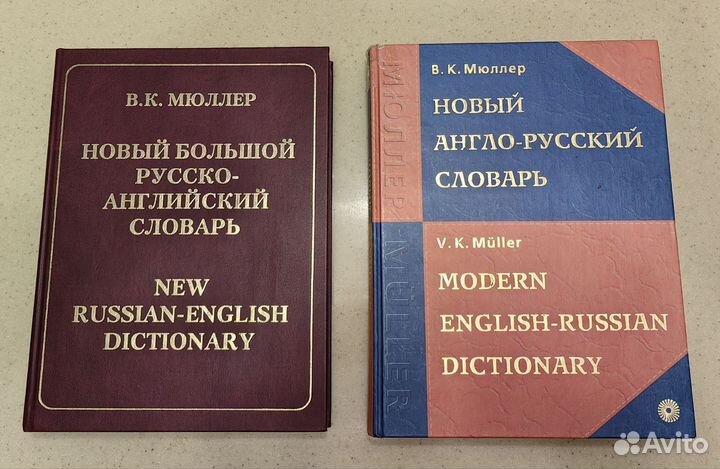 В.К. МЮЛЛЕР
НОВЫЙ БОЛЬШОЙ
РУССКО-
АНГЛИЙСКИЙ
СЛОВАРЬ
NEW
RUSSIAN-ENGLISH
DICTIONARY
МЮЛЛЕР
В. К. Мюллер
НОВЫЙ
АНГЛО-РУССКИЙ
СЛОВАРЬ
MÜLLER
V. K. Müller
MODERN
ENGLISH-RUSSIAN
DICTIONARY
Avito